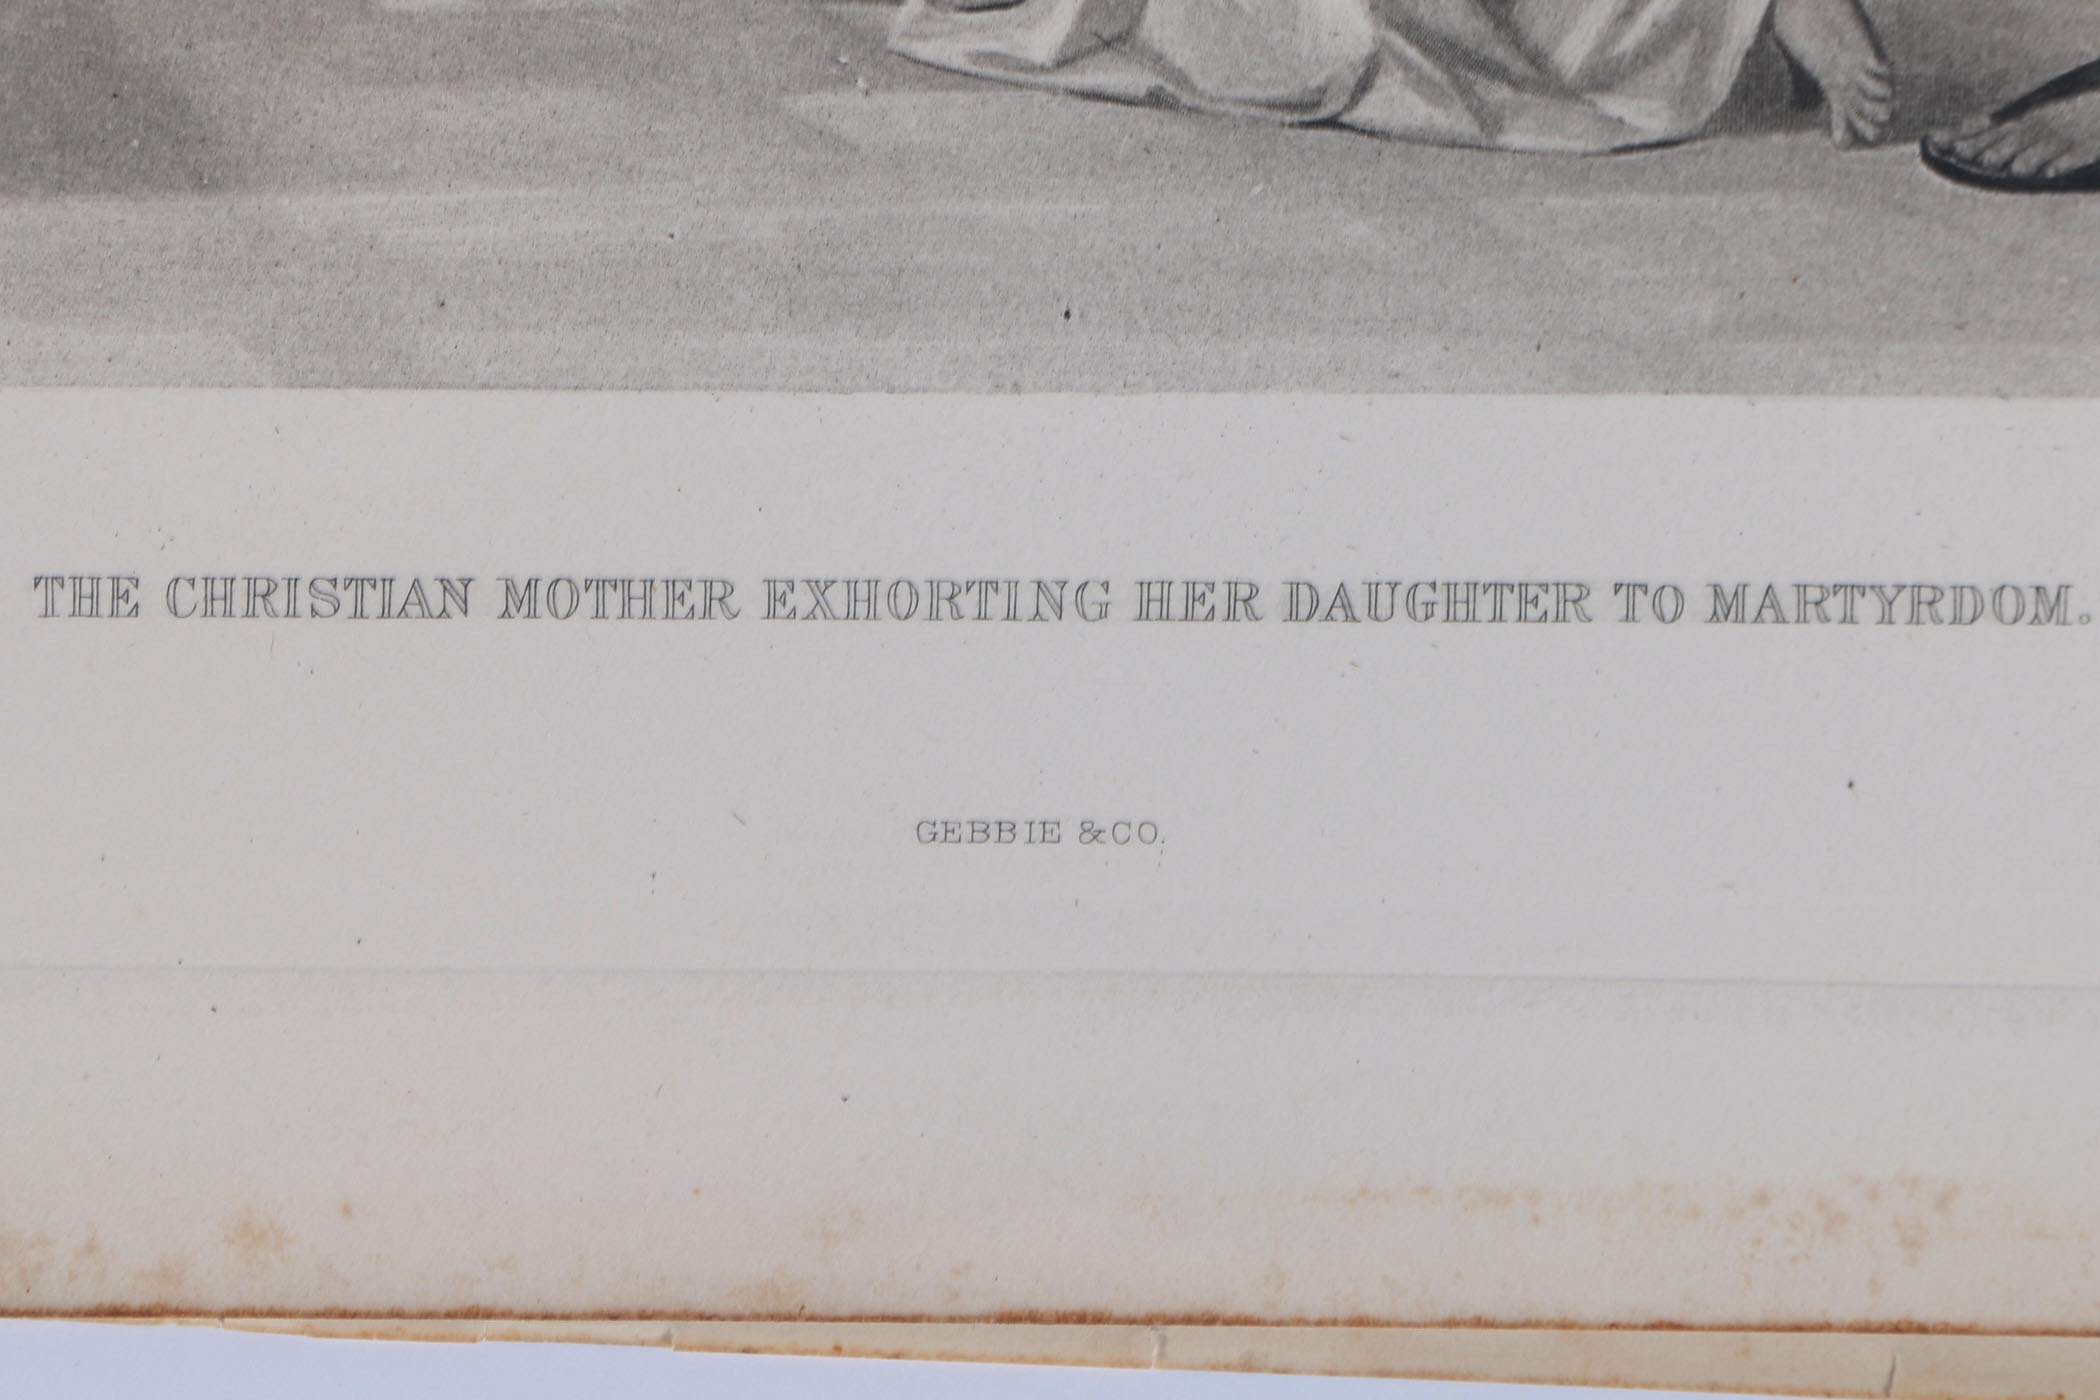 THE CHRISTIAN MOTHER EXHORTING HER DAUGHTER TO MARTYRDOM.
GEBBIE & CO.